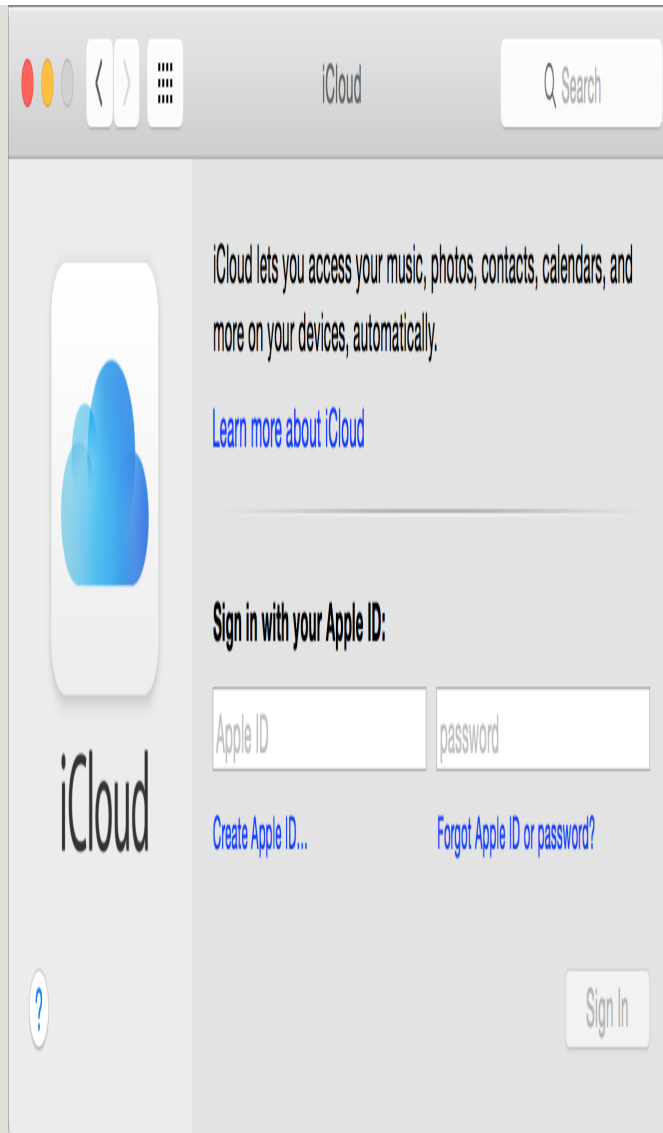 iCloud
Search
iCloud lets you access your music, photos, contacts, calendars, and
more on your devices, automatically.
Learn more about iCloud
Sign in with your Apple ID:
Apple ID
password
iCloud
Create Apple ID...
Forgot Apple ID or password?
?
Sign In